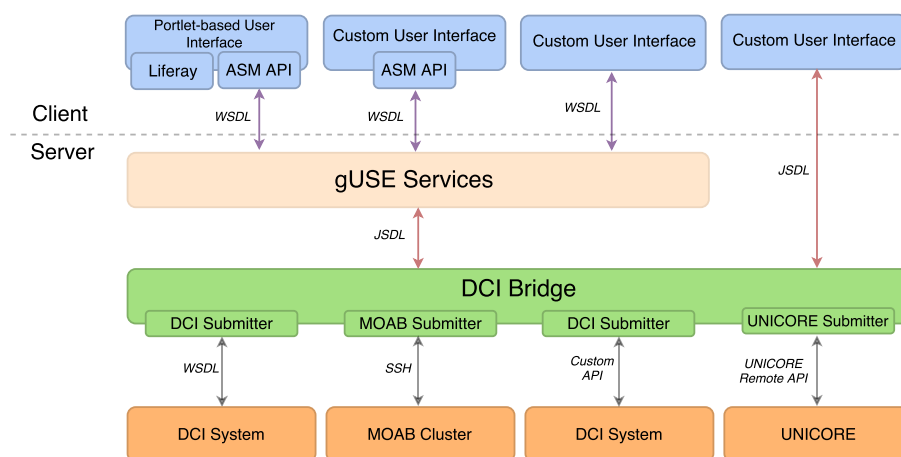 Portlet-based User
Interface
Liferay
ASM API
Custom User Interface
ASM API
Custom User Interface
Custom User Interface
WSDL
WSDL
WSDL
Client
Server
JSDL
gUSE Services
JSDL
DCI Bridge
DCI Submitter
MOAB Submitter
DCI Submitter
UNICORE Submitter
WSDL
SSH
Custom
API
UNICORE
Remote API
DCI System
MOAB Cluster
DCI System
UNICORE